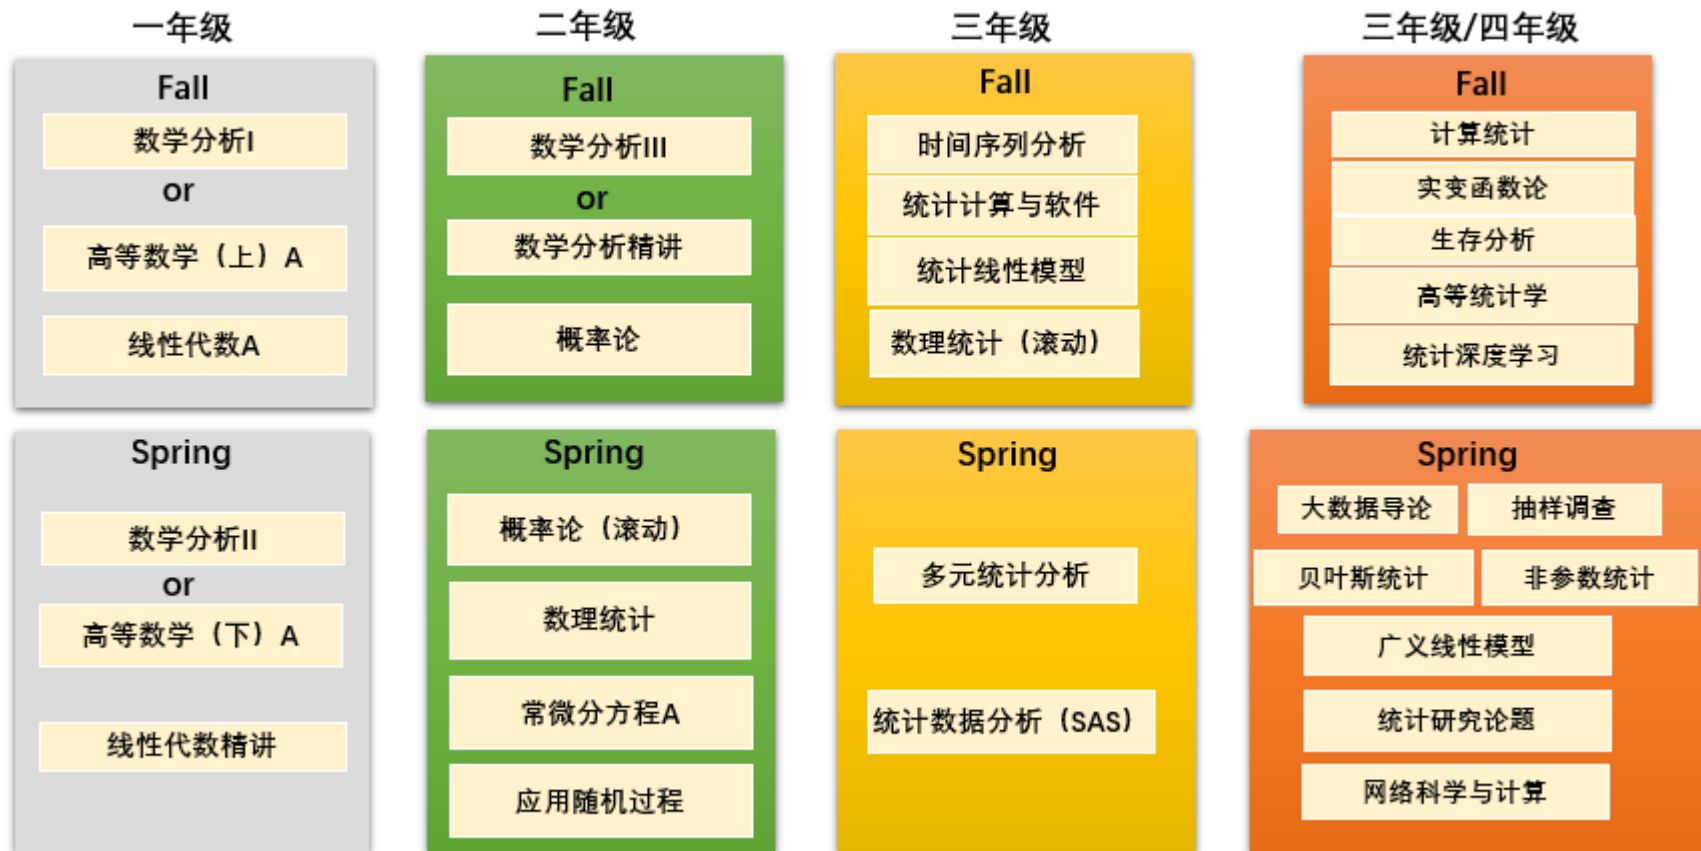 一年级
Fall
数学分析I
or
高等数学（上）A
线性代数A
Spring
数学分析II
or
高等数学（下）A
线性代数精讲
二年级
Fall
数学分析III
or
数学分析精讲
概率论
Spring
概率论（滚动）
数理统计
常微分方程A
应用随机过程
三年级
Fall
时间序列分析
统计计算与软件
统计线性模型
数理统计（滚动）
Spring
多元统计分析
统计数据分析（SAS）
三年级/四年级
Fall
计算统计
实变函数论
生存分析
高等统计学
统计深度学习
Spring
大数据导论
抽样调查
贝叶斯统计
非参数统计
广义线性模型
统计研究论题
网络科学与计算